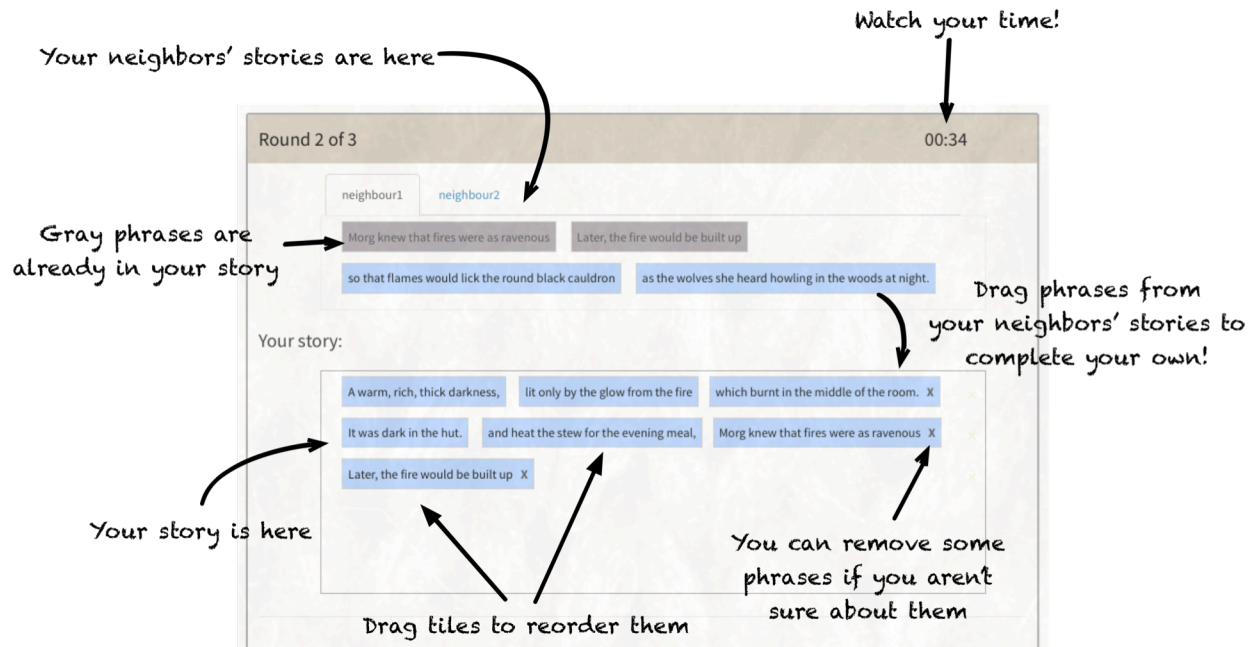 Watch your time!
Your neighbors' stories are here
Round 2 of 3 00:34
neighbour1 neighbour2
Gray phrases are
already in your story
Morg knew that fires were as ravenous Later, the fire would be built up
so that flames would lick the round black cauldron as the wolves she heard howling in the woods at night.
Drag phrases from
your neighbors' stories to
complete your own!
Your story:
A warm, rich, thick darkness, lit only by the glow from the fire which burnt in the middle of the room. X
It was dark in the hut. and heat the stew for the evening meal, Morg knew that fires were as ravenous X
Later, the fire would be built up X
Your story is here
You can remove some
phrases if you aren't
sure about them
Drag tiles to reorder them